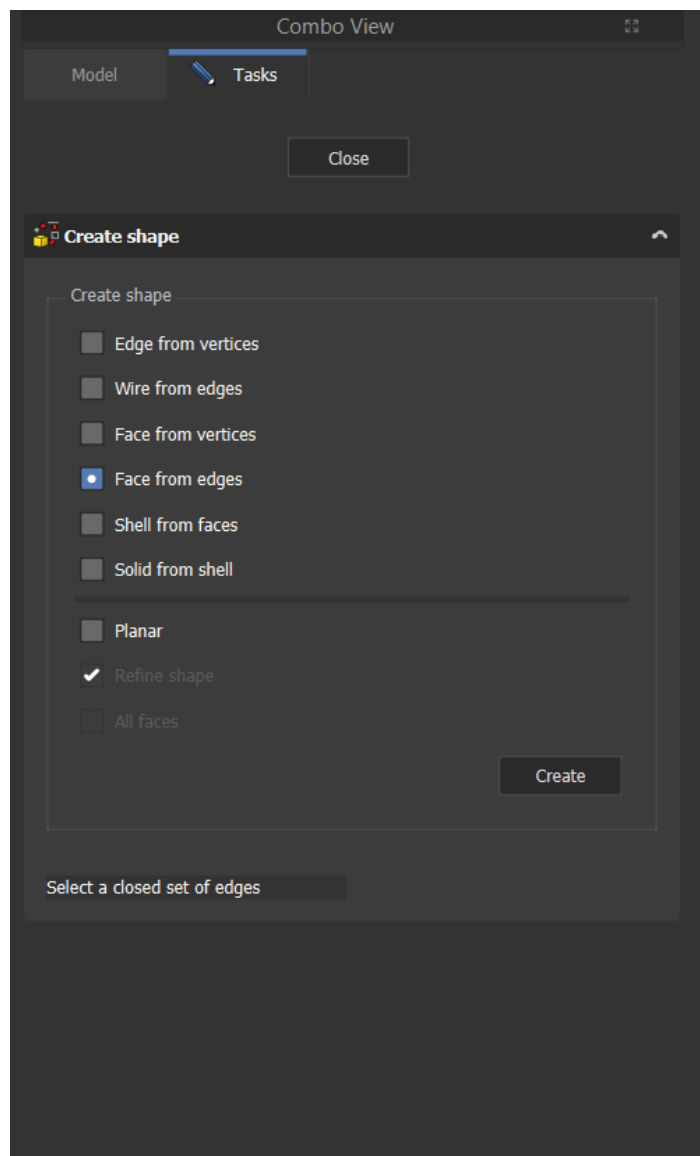 Combo View
Model
Tasks
Close
Create shape
Create shape
Edge from vertices
Wire from edges
Face from vertices
Face from edges
Shell from faces
Solid from shell
Planar
Refine shape
All faces
Create
Select a closed set of edges